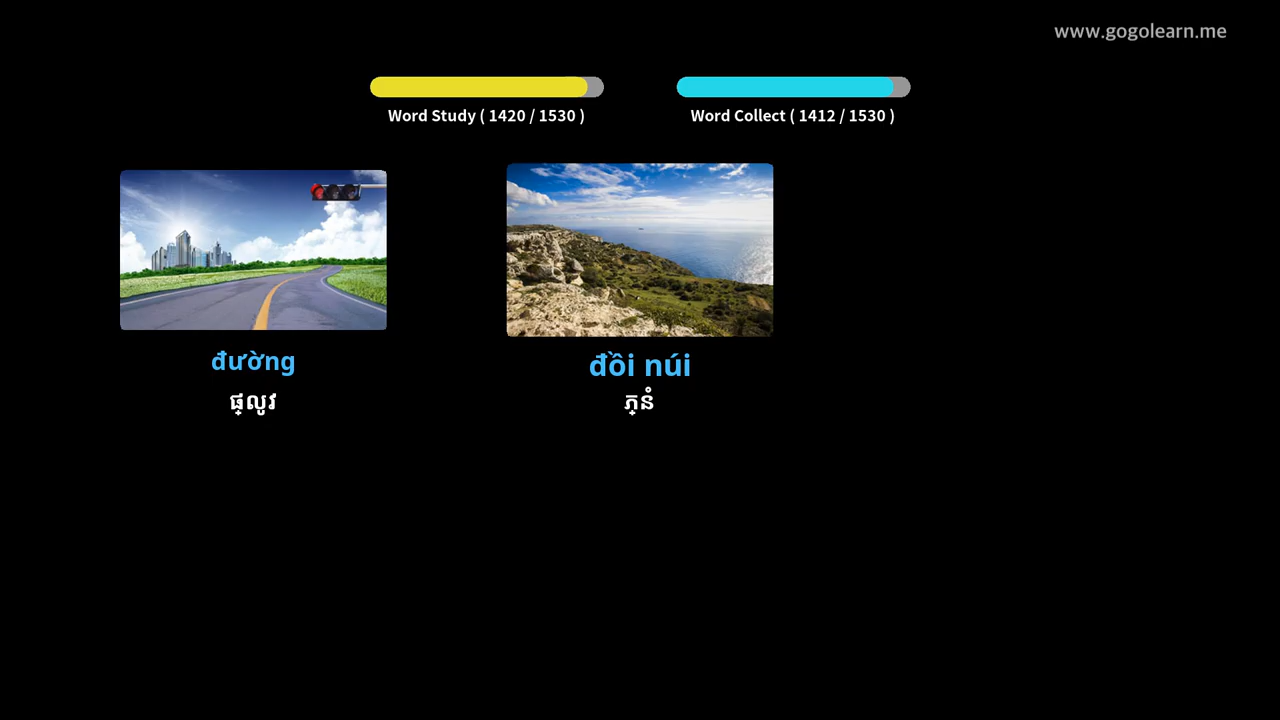 www.gogolearn.me
Word Study ( 1420 / 1530 )
Word Collect ( 1412 / 1530 )
đường
ផ្លូវ
đồi núi
ភ្នំ